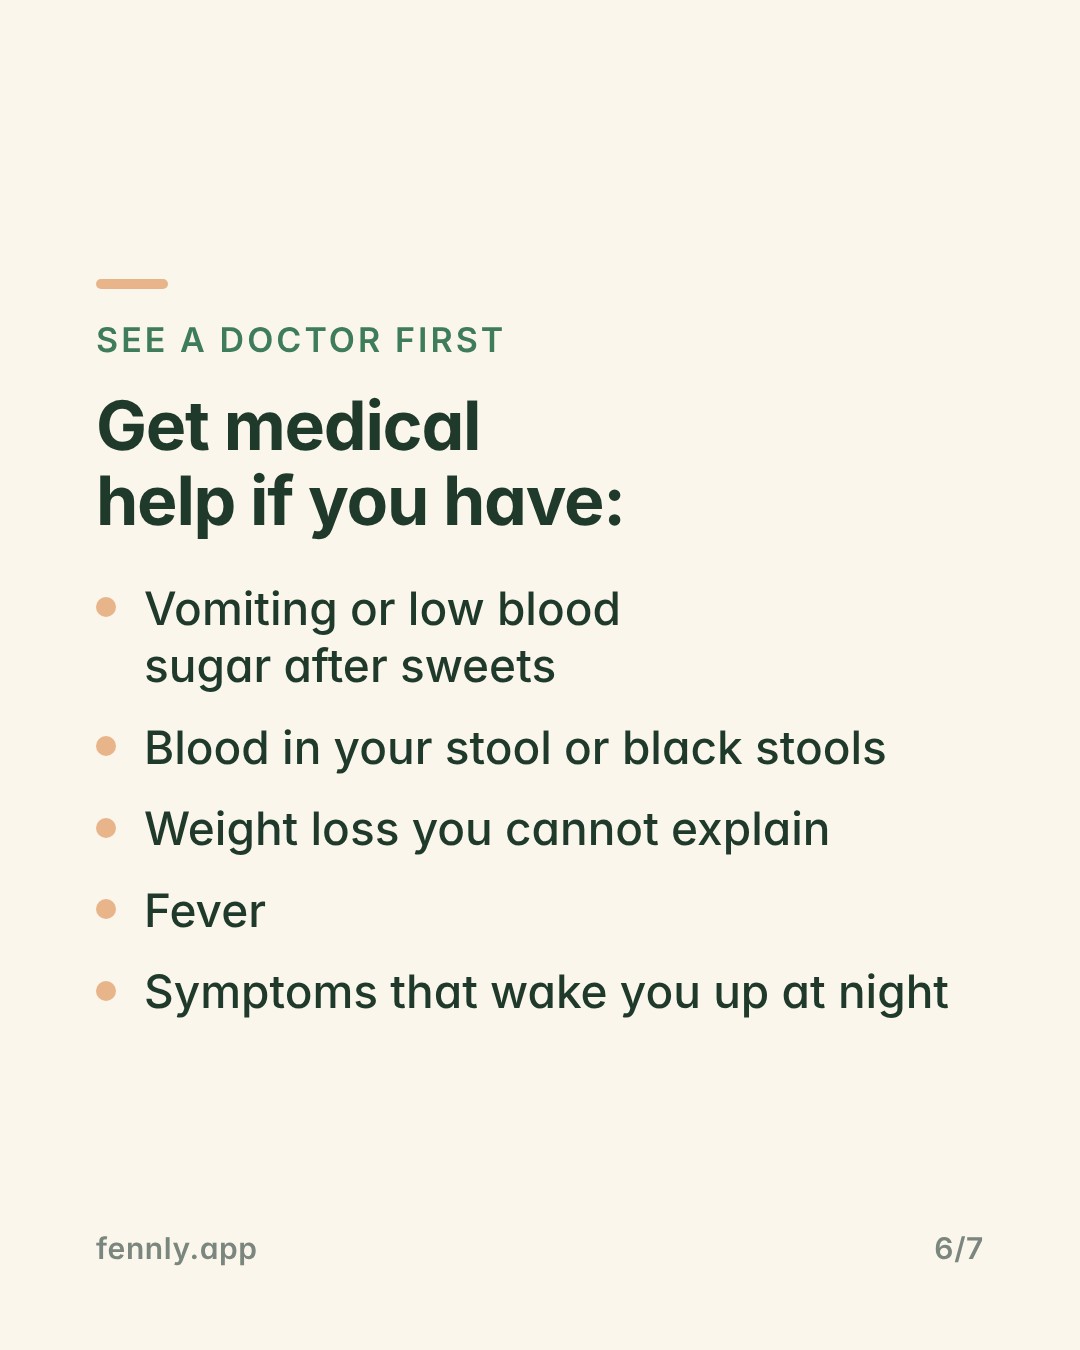 SEE A DOCTOR FIRST
Get medical
help if you have:
Vomiting or low blood
sugar after sweets
Blood in your stool or black stools
Weight loss you cannot explain
Fever
Symptoms that wake you up at night
fennly.app
6/7